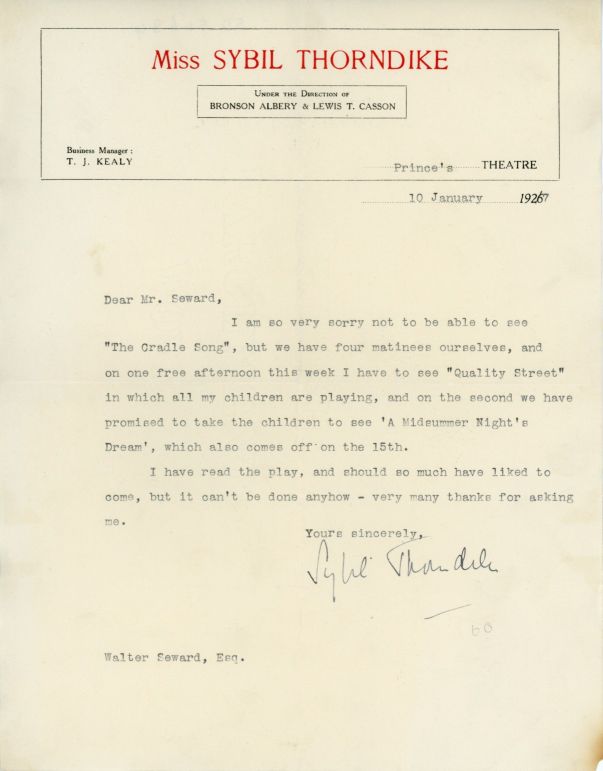 Miss SYBIL THORNDIKE
UNDER THE DIRECTION OF
BRONSON ALBERY & LEWIS T. CASSON
Business Manager :
T. J. KEALY
Prince's THEATRE
10 January 1927
Dear Mr. Seward,
I am so very sorry not to be able to see
"The Cradle Song", but we have four matinees ourselves, and
on one free afternoon this week I have to see "Quality Street"
in which all my children are playing, and on the second we have
promised to take the children to see 'A Midsummer Night's
Dream', which also comes off on the 15th.
I have read the play, and should so much have liked to
come, but it can't be done anyhow - very many thanks for asking
me.
Yours sincerely,
Sybil Thorndike
60
Walter Seward, Esq.